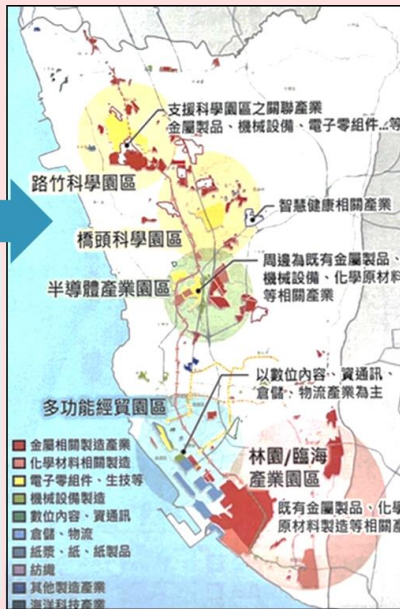 支援科學園區之關聯產業
金屬製品、機械設備、電子零組件...等
路竹科學園區
智慧健康相關產業
橋頭科學園區
周邊為既有金屬製品、
機械設備、化學原材料
等相關產業
半導體產業園區
以數位內容、資通訊、
倉儲、物流產業為主
多功能經貿園區
林園/臨海
產業園區
既有金屬製品、化學
原材料製造等相關產
金屬相關製造產業
化學材料相關製造
電子零組件、生技等
機械設備製造
數位內容、資通訊
倉儲、物流
紙漿、紙、紙製品
紡織
其他製造產業
海洋科技產業